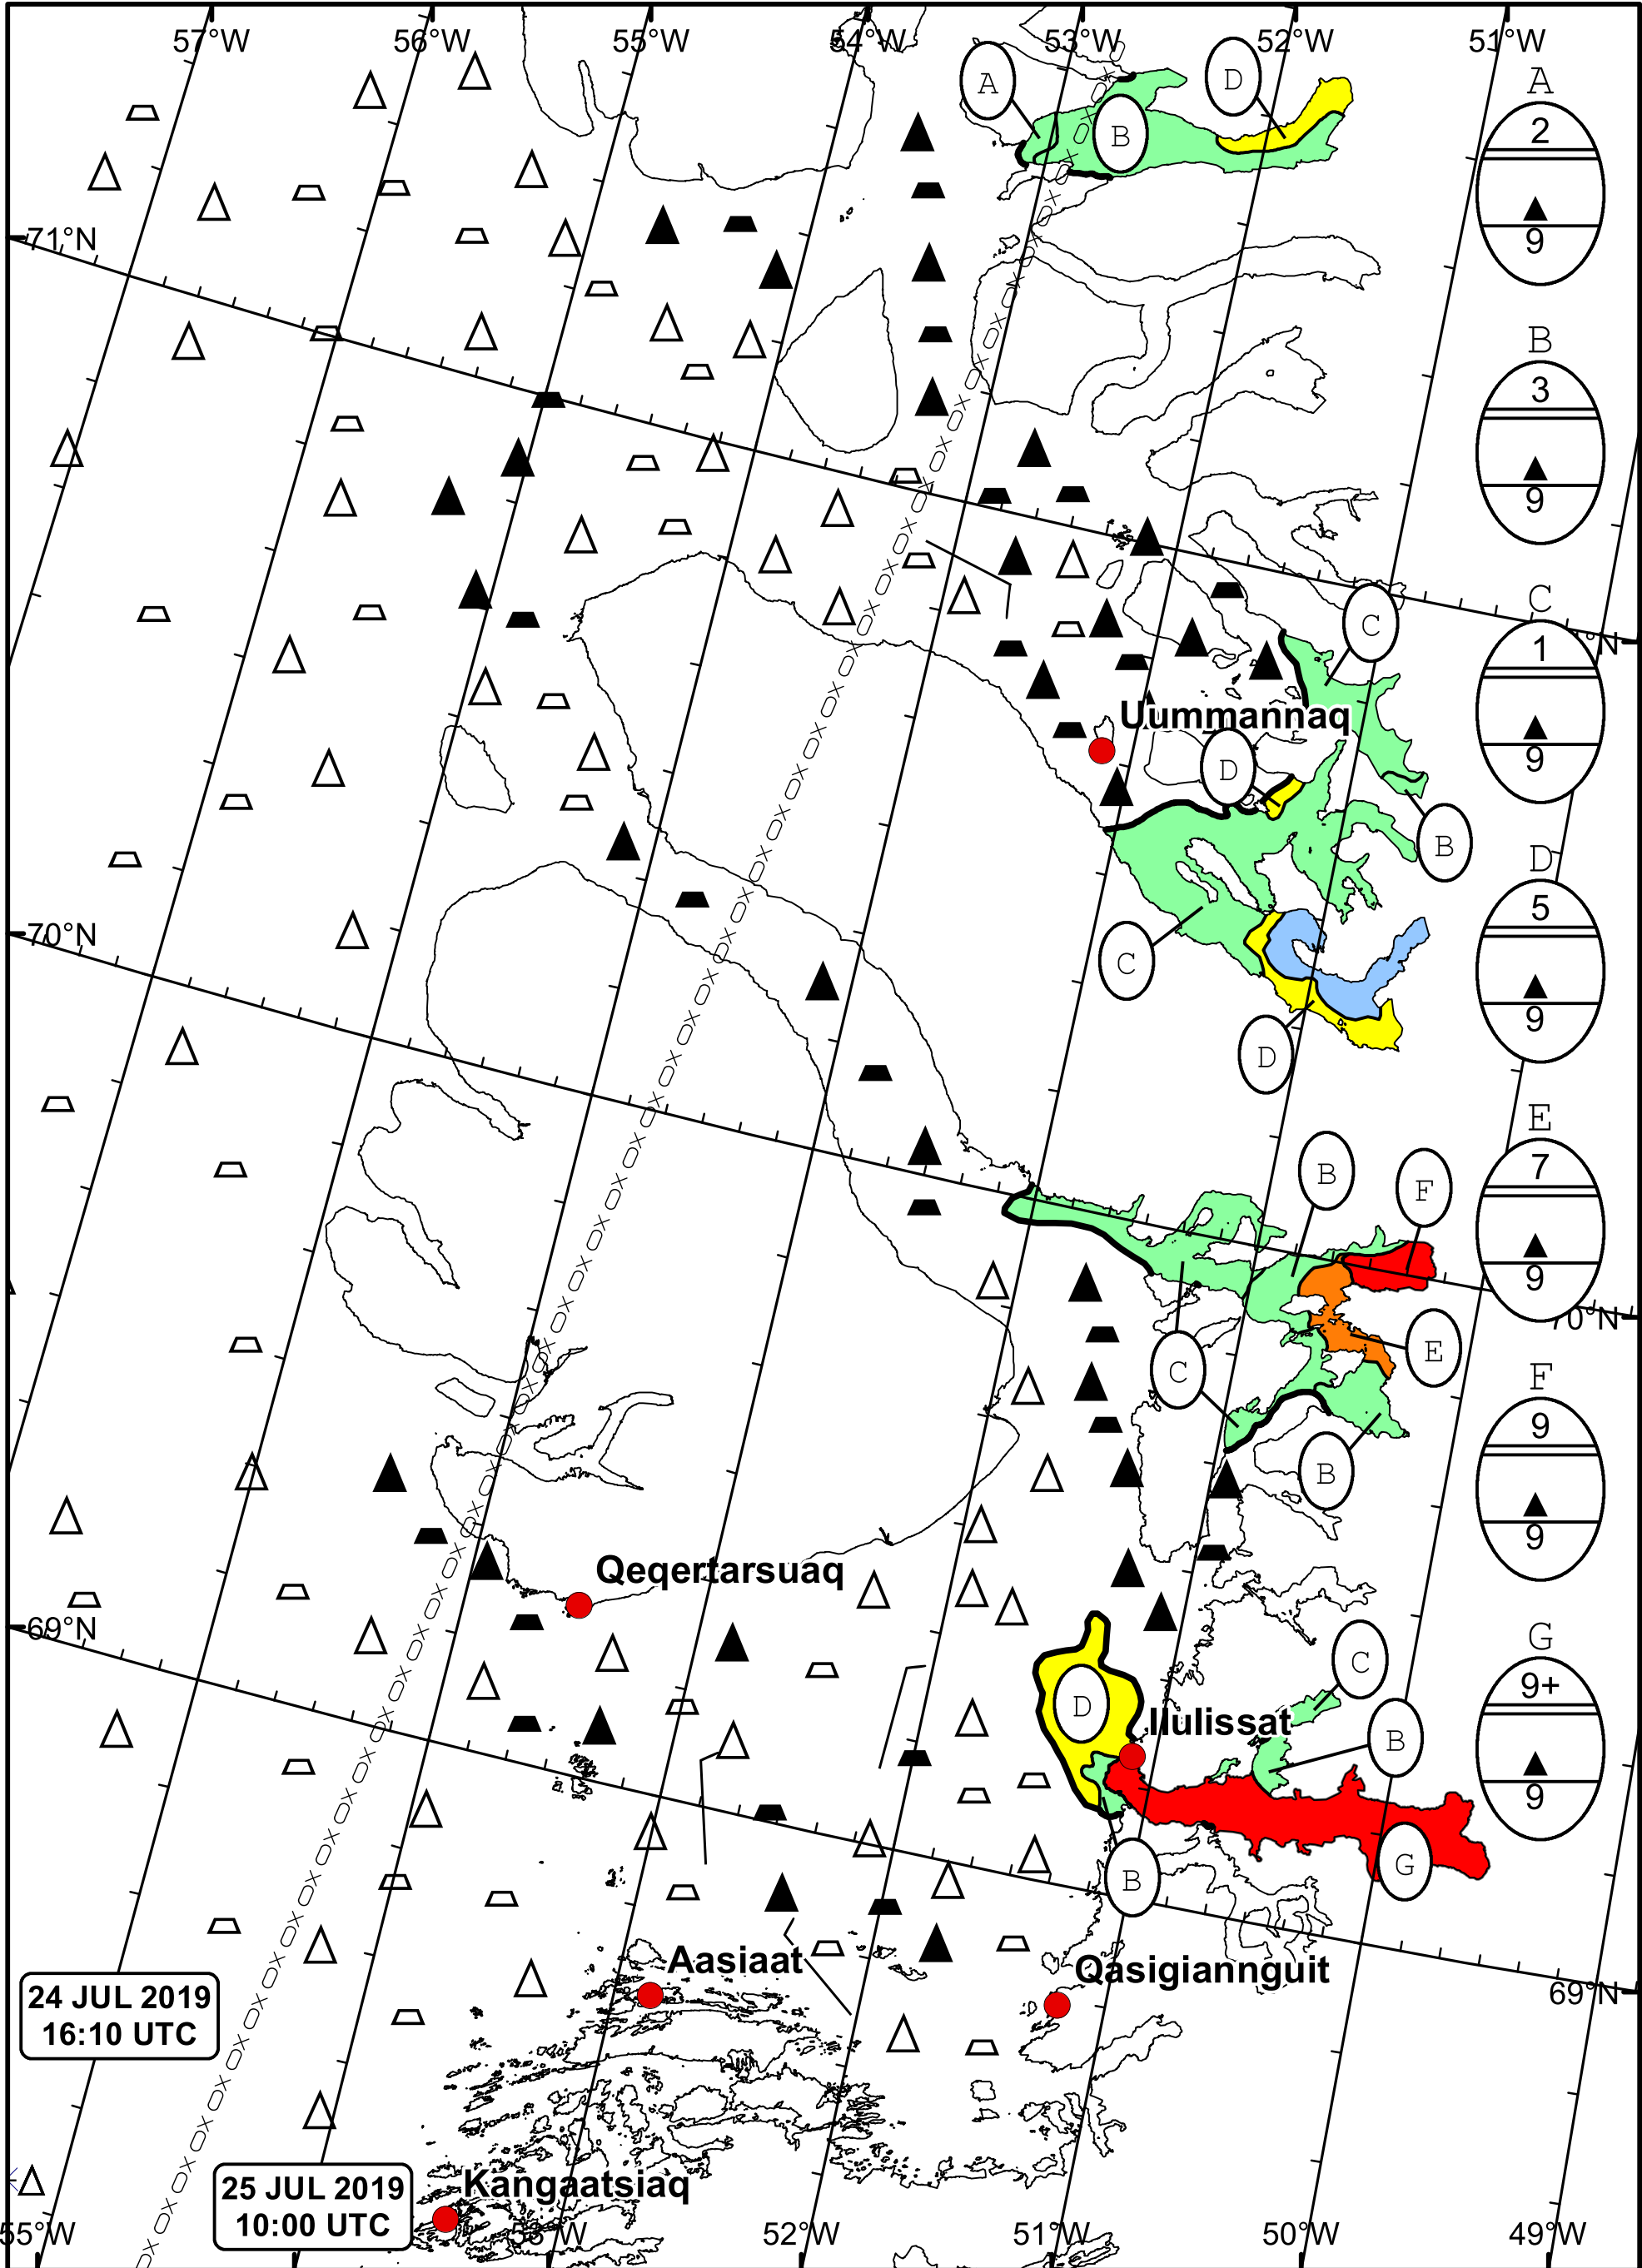 57°W 56°W 55°W 54°W 53°W 52°W 51°W
A D A
B 2
9
71°N
B
3
9
C
C 1
°N
9
Uummannaq
D
B D
5
70°N
C
9
D
E
B 7
F
9
70°N
E
C F
9
B
9
Qeqertarsuaq
69°N
G
C 9+
D
Ilulissat
B
9
G
B
Aasiaat
Qasigiannguit
24 JUL 2019
16:10 UTC
69°N
25 JUL 2019
10:00 UTC
Kangaatsiaq
55°W 53°W 52°W 51°W 50°W 49°W